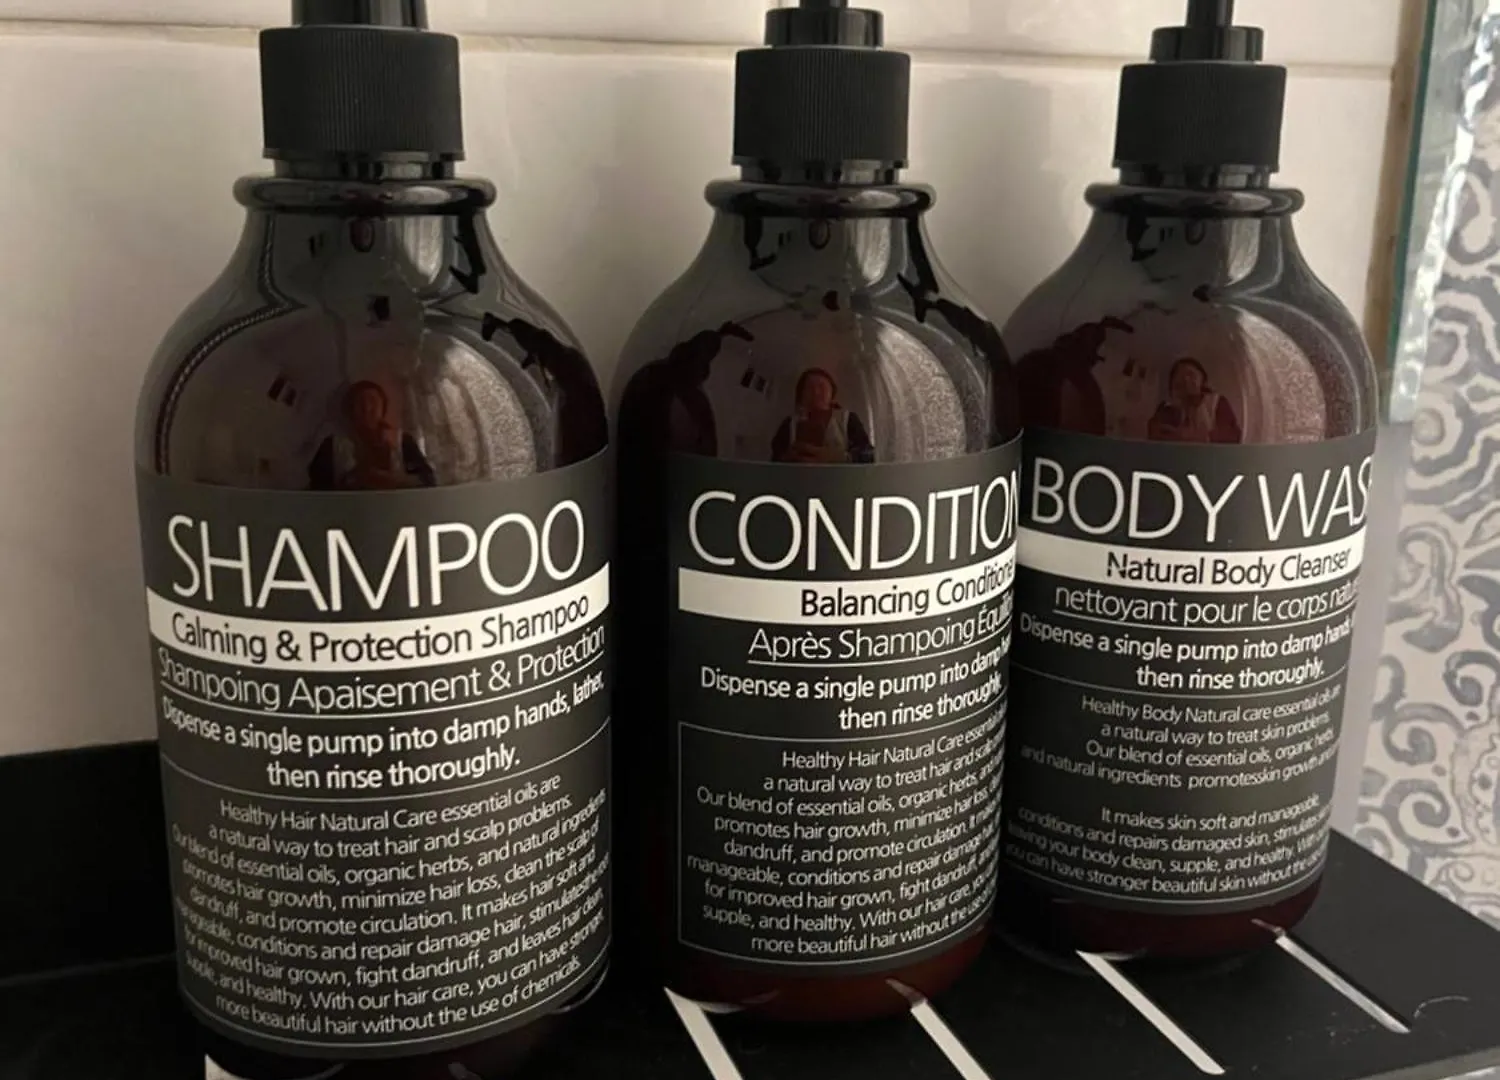 SHAMPOO
Calming & Protection Shampoo
Shampoing Apaisement & Protection
Dispense a single pump into damp hands, lather,
then rinse thoroughly.
Healthy Hair Natural Care essential oils are
a natural way to treat hair and scalp problems.
Our blend of essential oils, organic herbs, and natural ingredients
promotes hair growth, minimize hair loss, clean the scalp of
dandruff, and promote circulation. It makes hair soft and
conditions and repair damage hair, stimulates
for improved hair grown, fight dandruff, and leaves hair clean,
supple, and healthy. With our hair care, you can have stronger,
more beautiful hair without the use of chemicals.
CONDITION
Balancing Conditione
Après Shampoing
Dispense a single pump into damp
then rinse thoroughly.
Healthy Hair Natural Care essential
a natural way to treat hair and scalp
Our blend of essential oils, organic herbs, and
promotes hair growth, minimize hair loss,
dandruff, and promote circulation. It
manageable, conditions and repair damage
for improved hair grown, fight dandruff, and
supple, and healthy. With our hair care, you
more beautiful hair without the use of
BODY WAS
Natural Body Cleanser
nettoyant pour le corps
Dispense a single pump into damp hands,
then rinse thoroughly.
Healthy Body Natural care essential oils are
a natural way to treat skin problems.
Our blend of essential oils, organic herbs,
and natural ingredients promotesskin growth
It makes skin soft and manageable,
conditions and repairs damaged skin, stimulates
leaving your body clean, supple, and healthy. With
you can have stronger beautiful skin without the